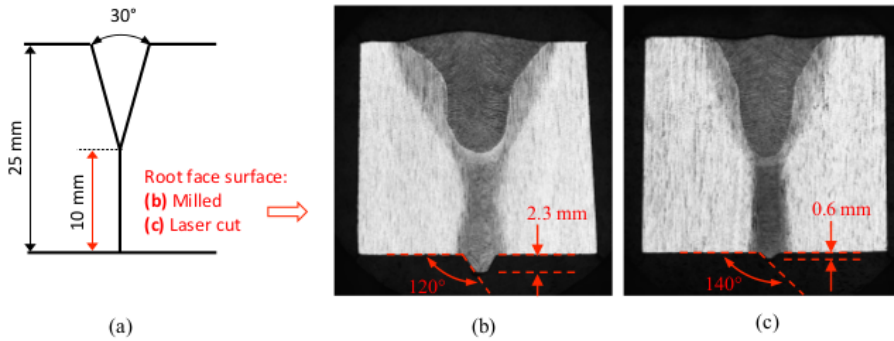 30°
25 mm
10 mm
Root face surface:
(b) Milled
(c) Laser cut
2.3 mm
120°
0.6 mm
140°
(a)
(b)
(c)